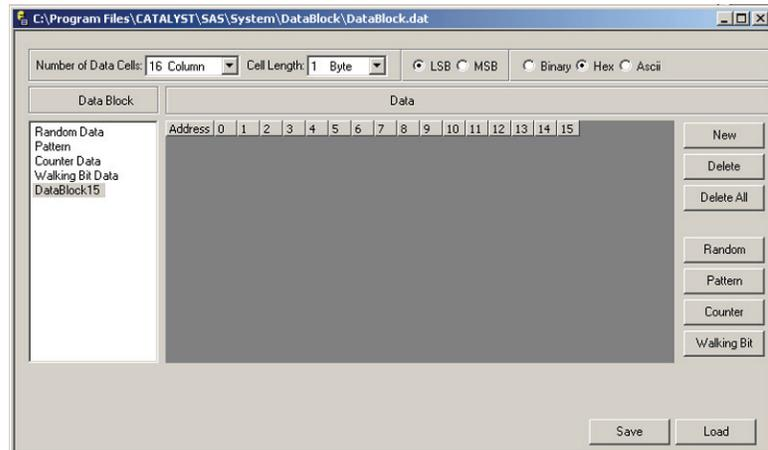 C:\Program Files\CATALYST\SAS\System\DataBlock\DataBlock.dat
Number of Data Cells: 16 Column Cell Length: 1 Byte LSB MSB Binary Hex Ascii
Data Block Data
Random Data
Pattern
Counter Data
Walking Bit Data
DataBlock15
Address 0 1 2 3 4 5 6 7 8 9 10 11 12 13 14 15
New
Delete
Delete All
Random
Pattern
Counter
Walking Bit
Save Load